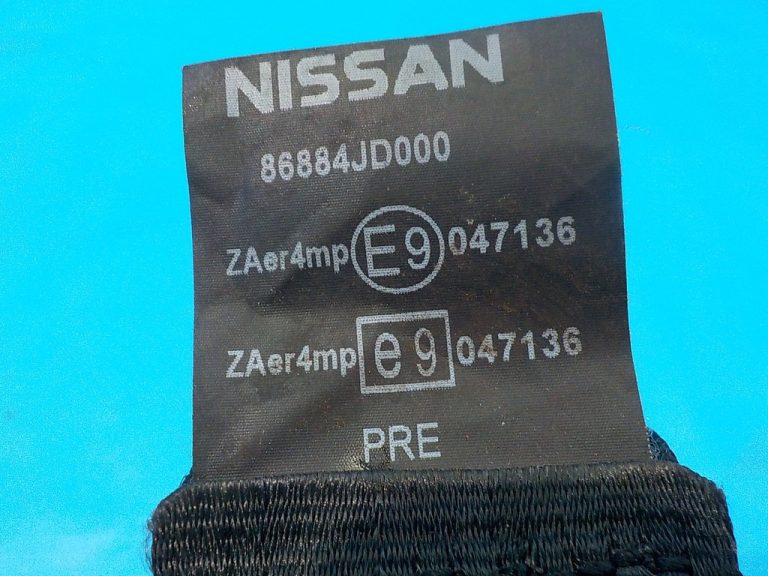 NISSAN
86884JD000
ZAer4mp E9 047136
ZAer4mp e9 047136
PRE